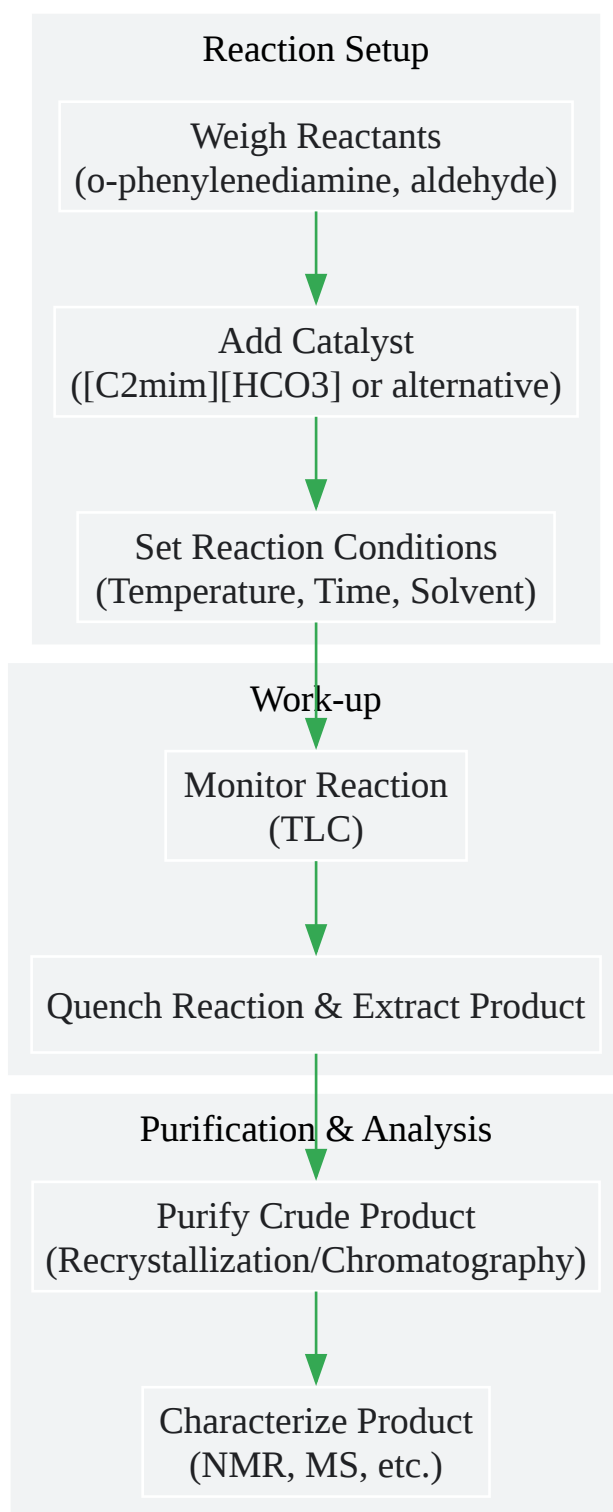 Reaction Setup
Weigh Reactants
(o-phenylenediamine, aldehyde)
Add Catalyst
([C2mim][HCO3] or alternative)
Set Reaction Conditions
(Temperature, Time, Solvent)
Work-up
Monitor Reaction
(TLC)
Quench Reaction & Extract Product
Purification & Analysis
Purify Crude Product
(Recrystallization/Chromatography)
Characterize Product
(NMR, MS, etc.)